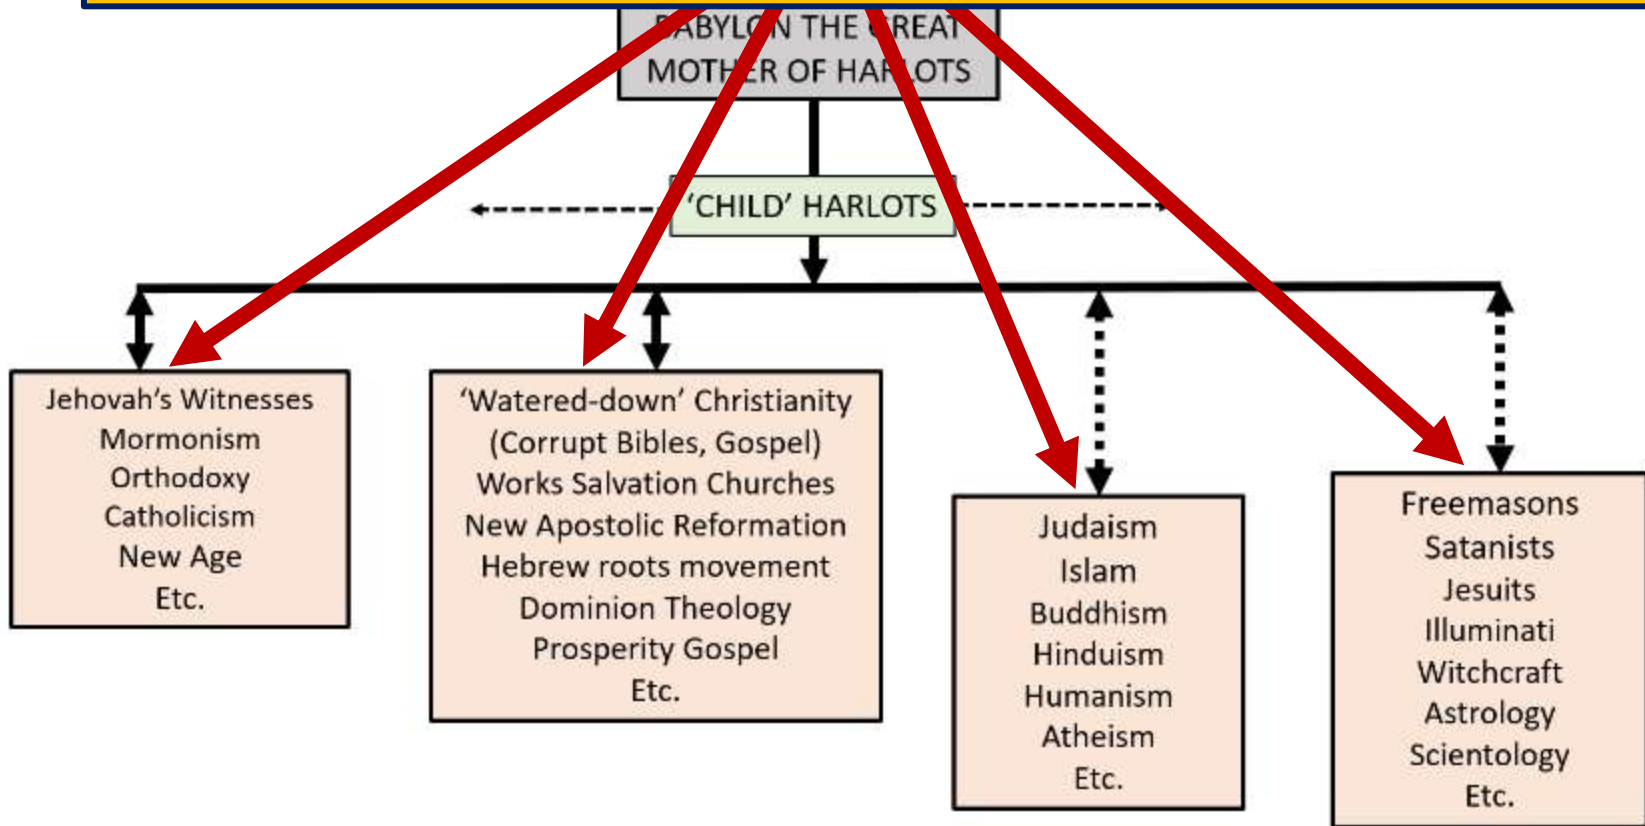 BABYLON THE GREAT
MOTHER OF HARLOTS
‘CHILD’ HARLOTS
Jehovah’s Witnesses
Mormonism
Orthodoxy
Catholicism
New Age
Etc.
‘Watered-down’ Christianity
(Corrupt Bibles, Gospel)
Works Salvation Churches
New Apostolic Reformation
Hebrew roots movement
Dominion Theology
Prosperity Gospel
Etc.
Judaism
Islam
Buddhism
Hinduism
Humanism
Atheism
Etc.
Freemasons
Satanists
Jesuits
Illuminati
Witchcraft
Astrology
Scientology
Etc.